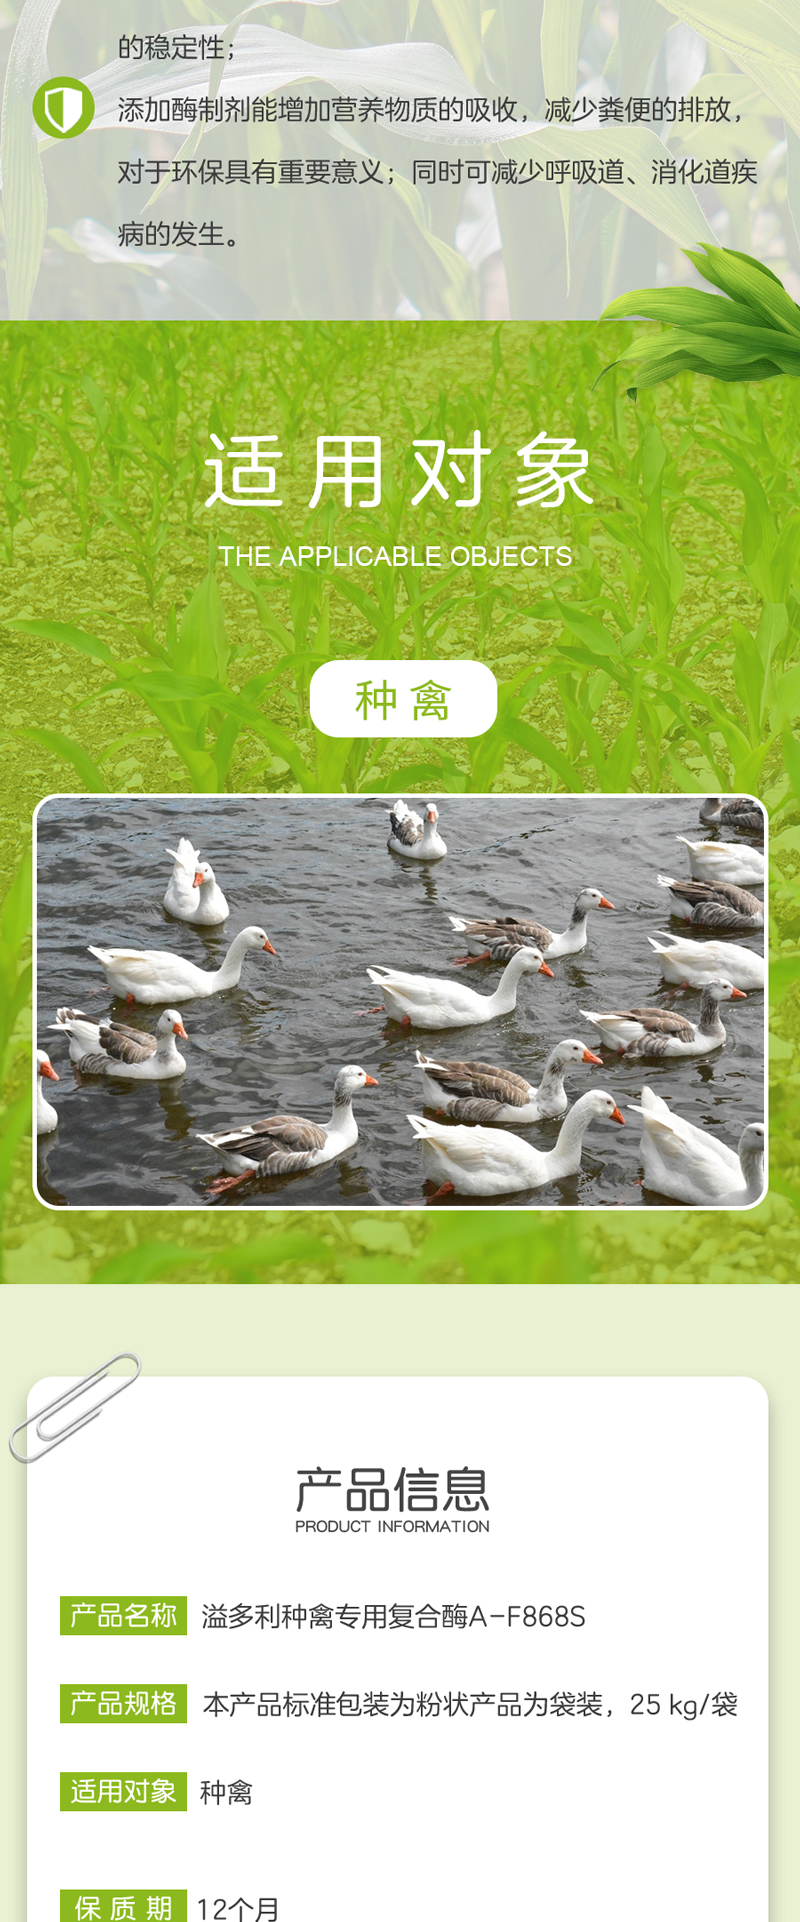 的稳定性；
添加酶制剂能增加营养物质的吸收，减少粪便的排放，
对于环保具有重要意义；同时可减少呼吸道、消化道疾
病的发生。
适用对象
THE APPLICABLE OBJECTS
种禽
产品信息
PRODUCT INFORMATION
产品名称 溢多利种禽专用复合酶A-F868S
产品规格 本产品标准包装为粉状产品为袋装，25 kg/袋
适用对象 种禽
保质期 12个月